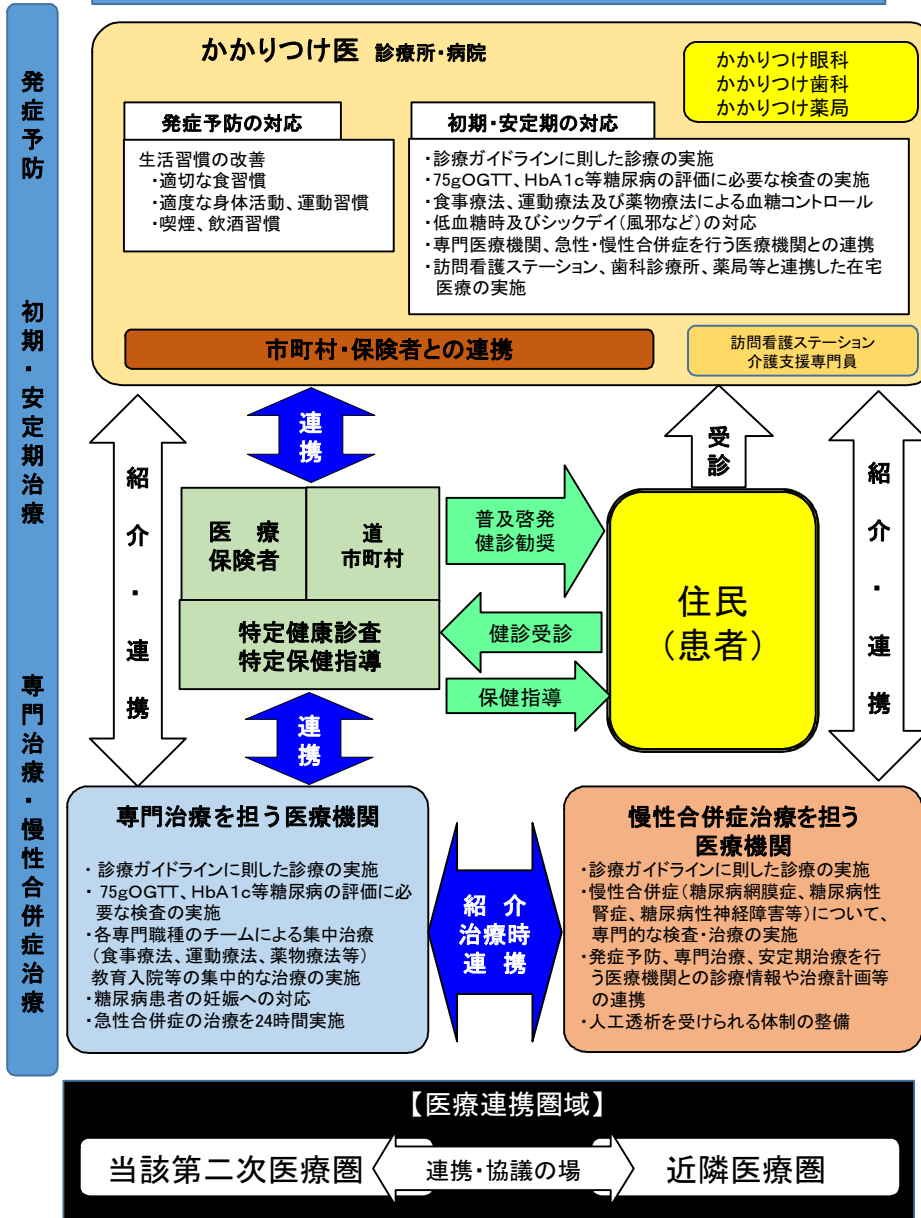 発症予防
初期・安定期治療
専門治療・慢性合併症治療
かかりつけ医 診療所・病院
かかりつけ眼科
かかりつけ歯科
かかりつけ薬局
発症予防の対応
生活習慣の改善
・適切な食習慣
・適度な身体活動、運動習慣
・喫煙、飲酒習慣
初期・安定期の対応
・診療ガイドラインに則した診療の実施
・75gOGTT、HbA1c等糖尿病の評価に必要な検査の実施
・食事療法、運動療法及び薬物療法による血糖コントロール
・低血糖時及びシックデイ(風邪など)の対応
・専門医療機関、急性・慢性合併症を行う医療機関との連携
・訪問看護ステーション、歯科診療所、薬局等と連携した在宅
医療の実施
市町村・保険者との連携
訪問看護ステーション
介護支援専門員
紹介・連携
連携
受診
紹介・連携
医 療
保険者
道
市町村
特定健康診査
特定保健指導
普及啓発
健診勧奨
健診受診
保健指導
住民
(患者)
連携
専門治療を担う医療機関
・診療ガイドラインに則した診療の実施
・75gOGTT、HbA1c等糖尿病の評価に必
要な検査の実施
・各専門職種のチームによる集中治療
(食事療法、運動療法、薬物療法等)
教育入院等の集中的な治療の実施
・糖尿病患者の妊娠への対応
・急性合併症の治療を24時間実施
紹 介
治療時
連 携
慢性合併症治療を担う
医療機関
・診療ガイドラインに則した診療の実施
・慢性合併症(糖尿病網膜症、糖尿病性
腎症、糖尿病性神経障害等)について、
専門的な検査・治療の実施
・発症予防、専門治療、安定期治療を行
う医療機関との診療情報や治療計画等
の連携
・人工透析を受けられる体制の整備
【医療連携圏域】
当該第二次医療圏
連携・協議の場
近隣医療圏